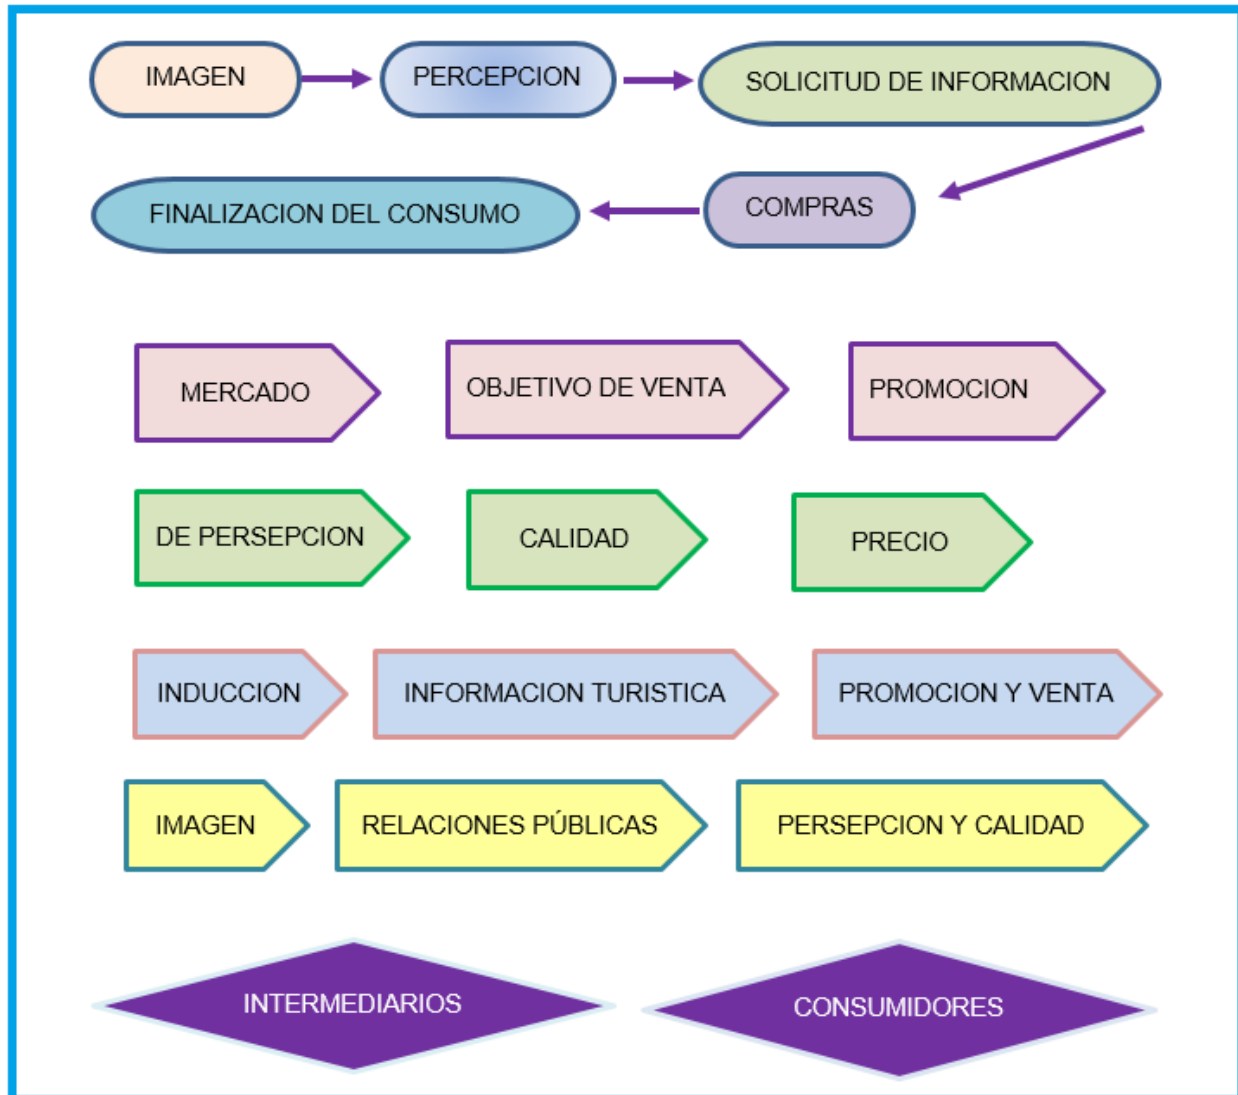 IMAGEN
PERCEPCION
SOLICITUD DE INFORMACION
FINALIZACION DEL CONSUMO
COMPRAS
MERCADO
OBJETIVO DE VENTA
PROMOCION
DE PERSEPCION
CALIDAD
PRECIO
INDUCCION
INFORMACION TURISTICA
PROMOCION Y VENTA
IMAGEN
RELACIONES PÚBLICAS
PERSEPCION Y CALIDAD
INTERMEDIARIOS
CONSUMIDORES